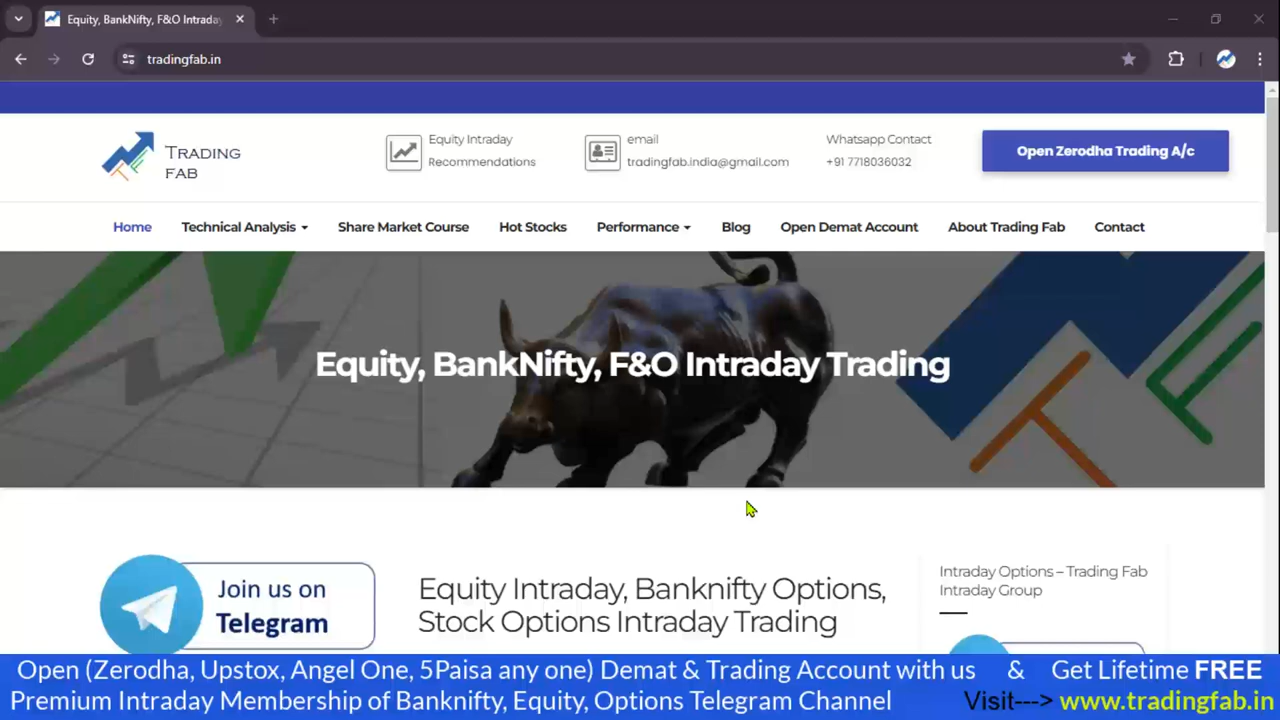 Equity, BankNifty, F&O Intraday
tradingfab.in
TRADING
FAB
Equity Intraday
Recommendations
email
tradingfab.india@gmail.com
Whatsapp Contact
+91 7718036032
Open Zerodha Trading A/c
Home Technical Analysis Share Market Course Hot Stocks Performance Blog Open Demat Account About Trading Fab Contact
Equity, BankNifty, F&O Intraday Trading
Join us on
Telegram
Equity Intraday, Banknifty Options,
Stock Options Intraday Trading
Intraday Options – Trading Fab
Intraday Group
Open (Zerodha, Upstox, Angel One, 5Paisa any one) Demat & Trading Account with us & Get Lifetime FREE
Premium Intraday Membership of Banknifty, Equity, Options Telegram Channel Visit---> www.tradingfab.in